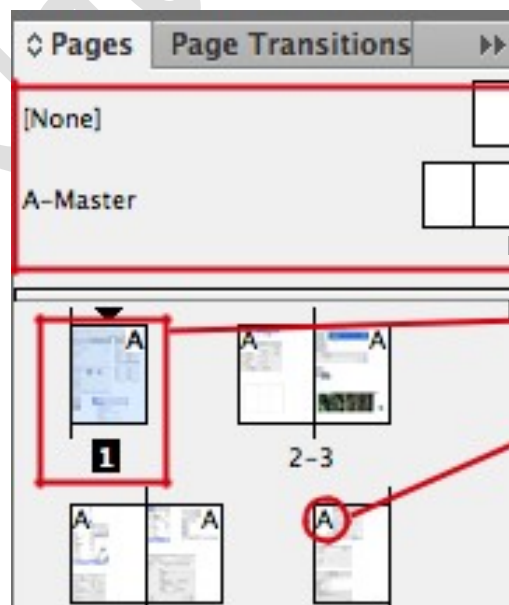 Pages Page Transitions
[None]
A-Master
A A A
1 2-3
A A A